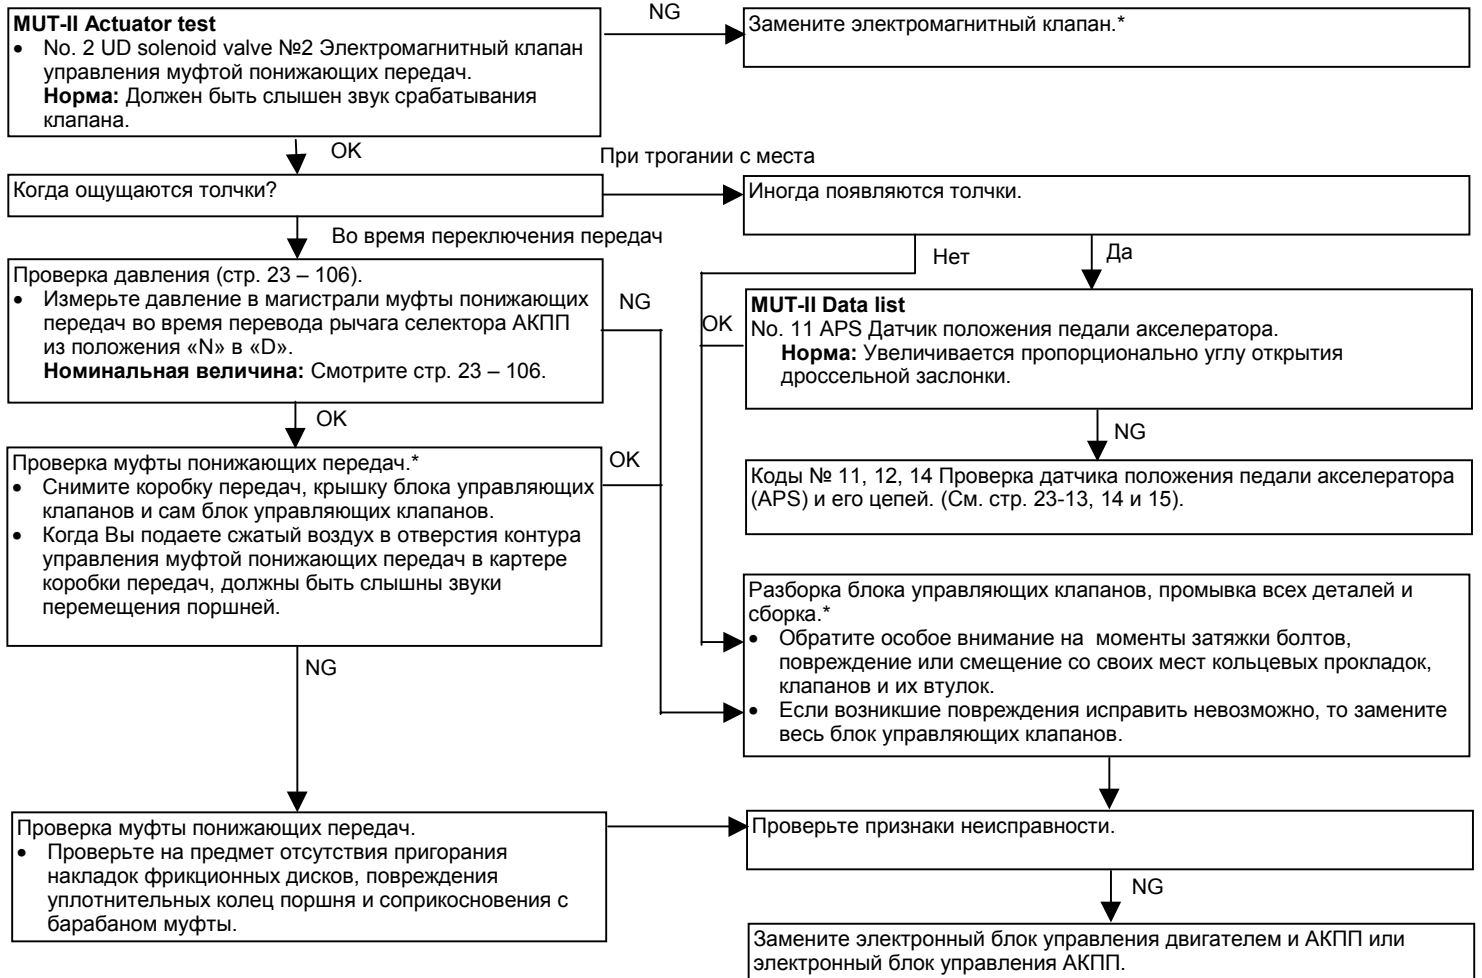 MUT-II Actuator test
• No. 2 UD solenoid valve №2 Электромагнитный клапан
управления муфтой понижающих передач.
Норма: Должен быть слышен звук срабатывания
клапана.
NG
Замените электромагнитный клапан.*
OK
При трогании с места
Когда ощущаются толчки?
Иногда появляются толчки.
Во время переключения передач
Нет
Да
Проверка давления (стр. 23 – 106).
• Измерьте давление в магистрали муфты понижающих
передач во время перевода рычага селектора АКПП
из положения «N» в «D».
Номинальная величина: Смотрите стр. 23 – 106.
NG
OK
MUT-II Data list
No. 11 APS Датчик положения педали акселератора.
Норма: Увеличивается пропорционально углу открытия
дроссельной заслонки.
OK
NG
Проверка муфты понижающих передач.*
• Снимите коробку передач, крышку блока управляющих
клапанов и сам блок управляющих клапанов.
• Когда Вы подаете сжатый воздух в отверстия контура
управления муфтой понижающих передач в картере
коробки передач, должны быть слышны звуки
перемещения поршней.
OK
Коды № 11, 12, 14 Проверка датчика положения педали акселератора
(APS) и его цепей. (См. стр. 23-13, 14 и 15).
Разборка блока управляющих клапанов, промывка всех деталей и
сборка.*
• Обратите особое внимание на моменты затяжки болтов,
повреждение или смещение со своих мест кольцевых прокладок,
клапанов и их втулок.
• Если возникшие повреждения исправить невозможно, то замените
весь блок управляющих клапанов.
NG
Проверка муфты понижающих передач.
• Проверьте на предмет отсутствия пригорания
накладок фрикционных дисков, повреждения
уплотнительных колец поршня и соприкосновения с
барабаном муфты.
Проверьте признаки неисправности.
NG
Замените электронный блок управления двигателем и АКПП или
электронный блок управления АКПП.